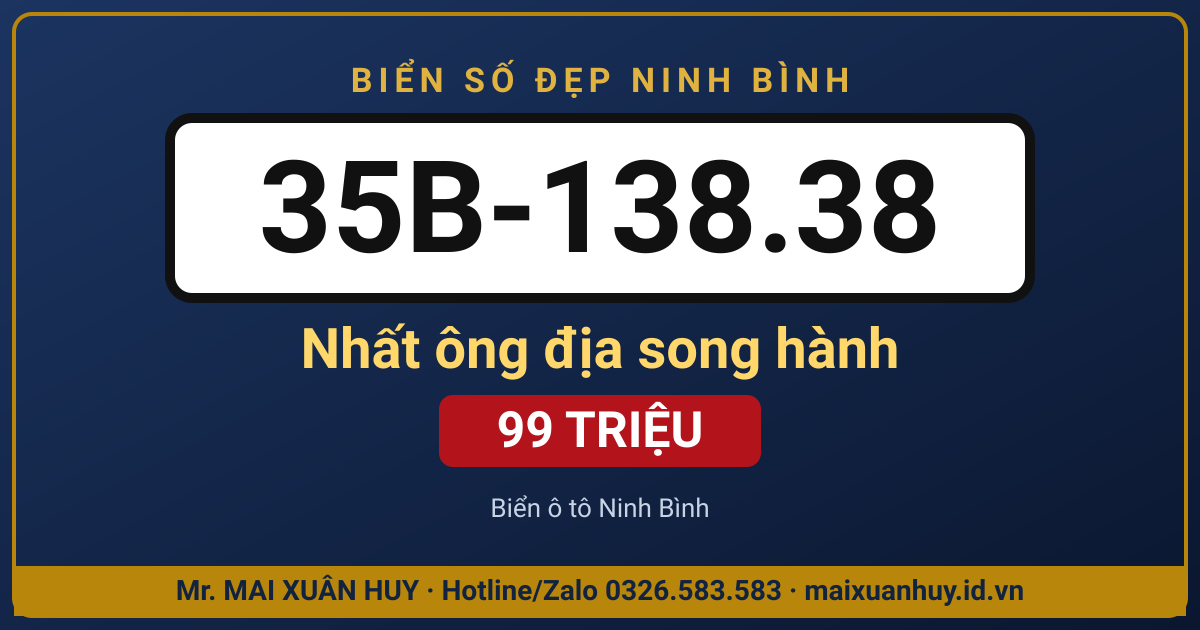 BIỂN SỐ ĐẸP NINH BÌNH
35B-138.38
Nhất ông địa song hành
99 TRIỆU
Biển ô tô Ninh Bình
Mr. MAI XUÂN HUY · Hotline/Zalo 0326.583.583 · maixuanhuy.id.vn